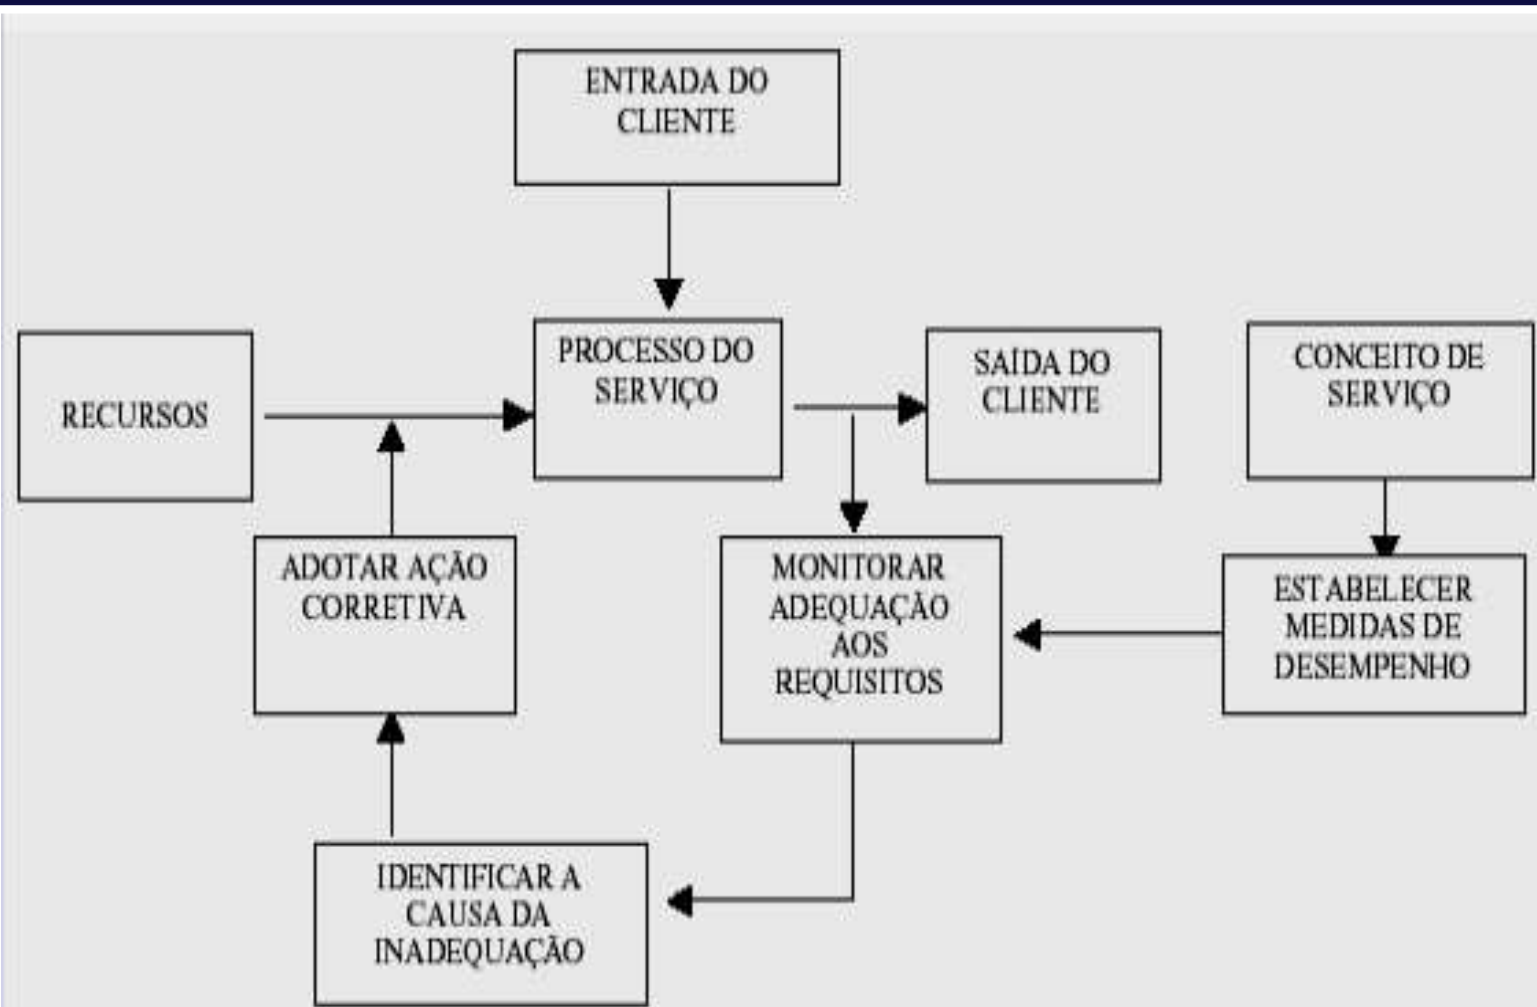 ENTRADA DO
CLIENTE
RECURSOS
PROCESSO DO
SERVIÇO
SAÍDA DO
CLIENTE
CONCEITO DE
SERVIÇO
ADOTAR AÇÃO
CORRETIVA
MONITORAR
ADEQUAÇÃO
AOS
REQUISITOS
ESTABELECER
MEDIDAS DE
DESEMPENHO
IDENTIFICAR A
CAUSA DA
INADEQUAÇÃO